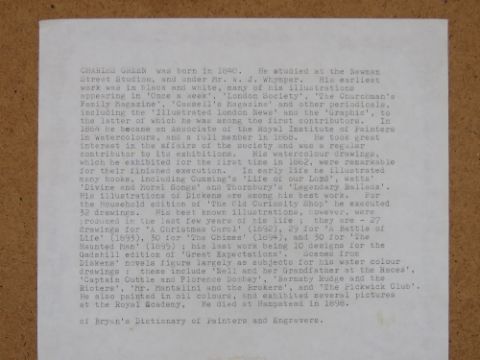 CHARLES GREEN was born in 1840. He studied at the Newman
Street Studios, and under Mr. W. J. Whymper. His earliest
work was in black and white, many of his illustrations
appearing in 'Once a Week', 'London Society', 'The Churchman's
Family Magazine', 'Cassell's Magazine' and other periodicals,
including the 'Illustrated London News' and the 'Graphic', to
the latter of which he was among the first contributors. In
1864 he became an Associate of the Royal Institute of Painters
in Watercolours, and a full member in 1866. He took great
interest in the affairs of the society and was a regular
contributor to its exhibitions. His watercolour drawings,
which he exhibited for the first time in 1862, were remarkable
for their finished execution. In early life he illustrated
many books, including Cumming's 'Life of our Lord', Watts'
'Divine and Moral Songs' and Thornbury's 'Legendary Ballads'.
His illustrations of Dickens are among his best work. For
the Household edition of 'The Old Curiosity Shop' he executed
32 drawings. His best known illustrations, however, were
produced in the last few years of his life ; they are - 27
drawings for 'A Christmas Carol' (1892), 29 for 'A Battle of
Life' (1893), 30 for 'The Chimes' (1894), and 30 for 'The
Haunted Man' (1895) ; his last work being 10 designs for the
Gadshill edition of 'Great Expectations'. Scenes from
Dickens' novels figure largely as subjects for his water colour
drawings ; these include 'Nell and her Grandfather at the Races',
'Captain Cuttle and Florence Dombey', 'Barnaby Rudge and the
Rioters', 'Mr. Mantalini and the Brokers', and 'The Pickwick Club'.
He also painted in oil colours, and exhibited several pictures
at the Royal Academy. He died at Hampstead in 1898.
of Bryan's Dictionary of Painters and Engravers.